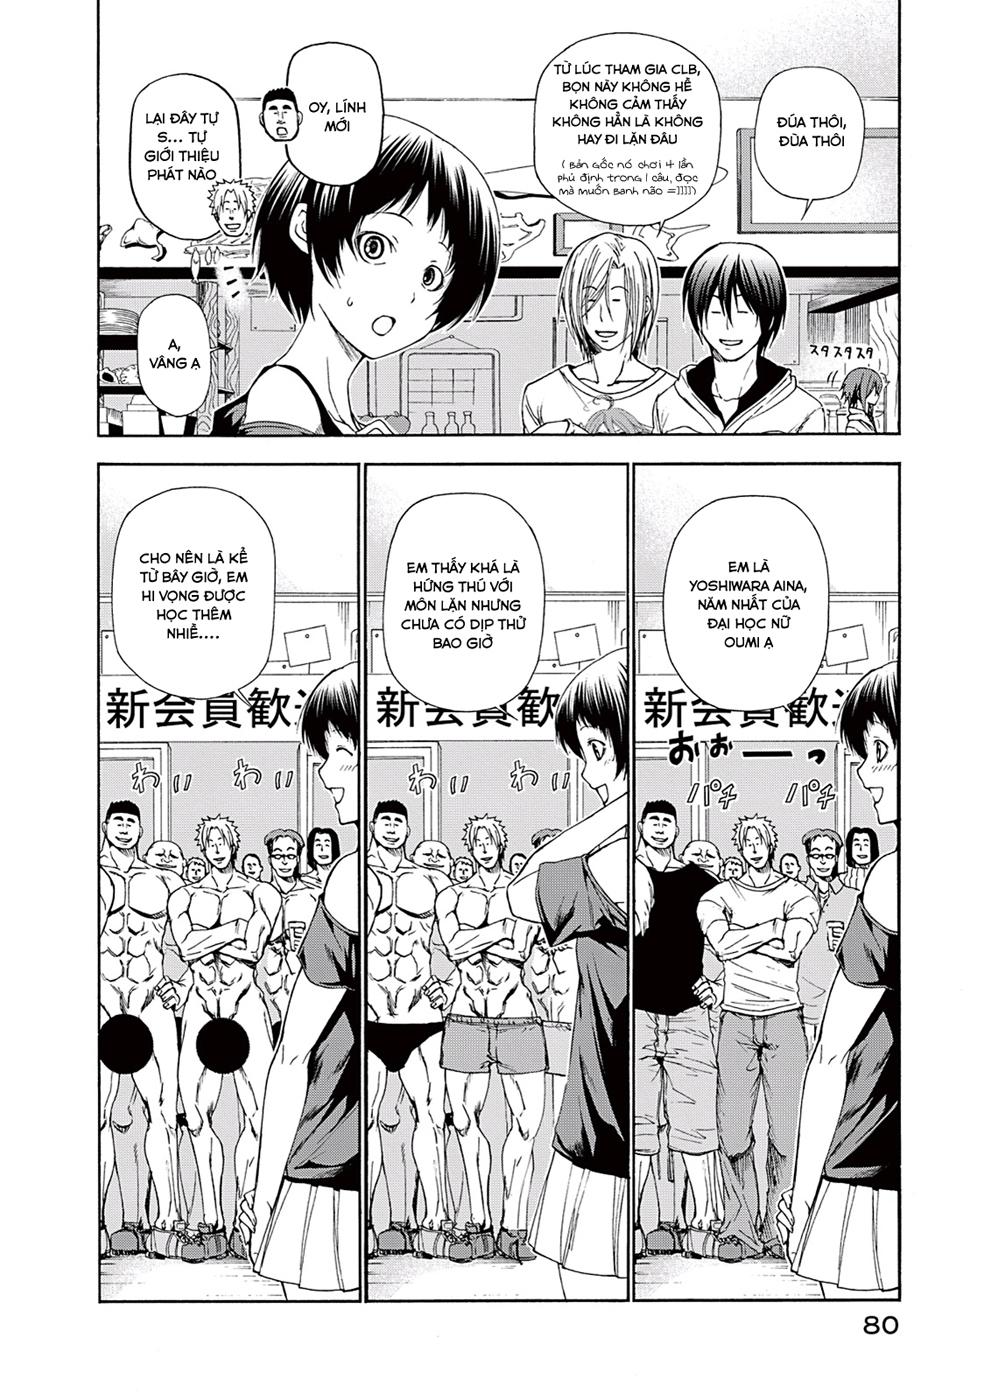 ĐÚA THÔI,
ĐÙA THÔI
TỪ LÚC THAM GIA CLB,
BỌN NÀY KHÔNG HỀ
KHÔNG CẢM THẤY
KHÔNG HẲN LÀ KHÔNG
HAY ĐI LẶN ĐÂU
( Bản gốc nó chơi 4 lần
phủ định trong 1 câu, đọc
mà muốn banh não =]]]])
OY, LÍNH
MỚI
LẠI ĐÂY TỰ
S... TỰ
GIỚI THIỆU
PHÁT NÀO
A,
VÂNG Ạ
スタスタスタ
EM LÀ
YOSHIWARA AINA,
NĂM NHẤT CỦA
ĐẠI HỌC NỮ
OUMI Ạ
新会員歓迎
おぉーっ
パチ
パチ
EM THẤY KHÁ LÀ
HỨNG THÚ VỚI
MÔN LẶN NHƯNG
CHƯA CÓ DỊP THỬ
BAO GIỜ
新会員歓
わぃ
わぃ
CHO NÊN LÀ KỂ
TỪ BÂY GIỜ, EM
HI VỌNG ĐƯỢC
HỌC THÊM
NHIỀ....
新会員歓
わぃ
わぃ
80